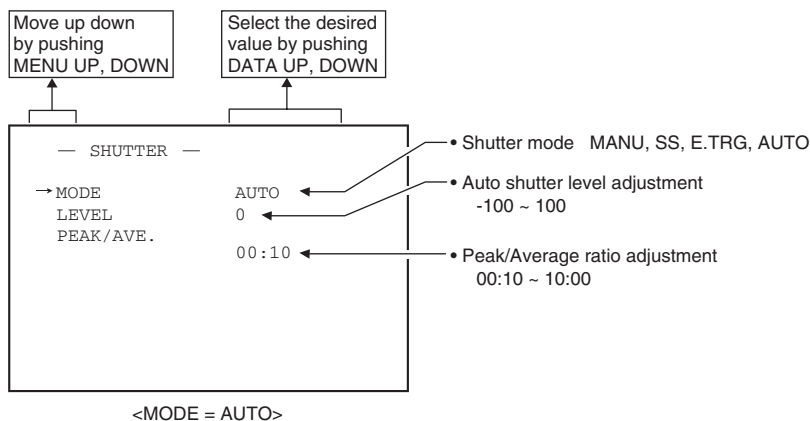 Move up down
by pushing
MENU UP, DOWN
Select the desired
value by pushing
DATA UP, DOWN
— SHUTTER —
→MODE AUTO
LEVEL 0
PEAK/AVE.
00:10
• Shutter mode MANU, SS, E.TRG, AUTO
• Auto shutter level adjustment
-100 ~ 100
• Peak/Average ratio adjustment
00:10 ~ 10:00
<MODE = AUTO>